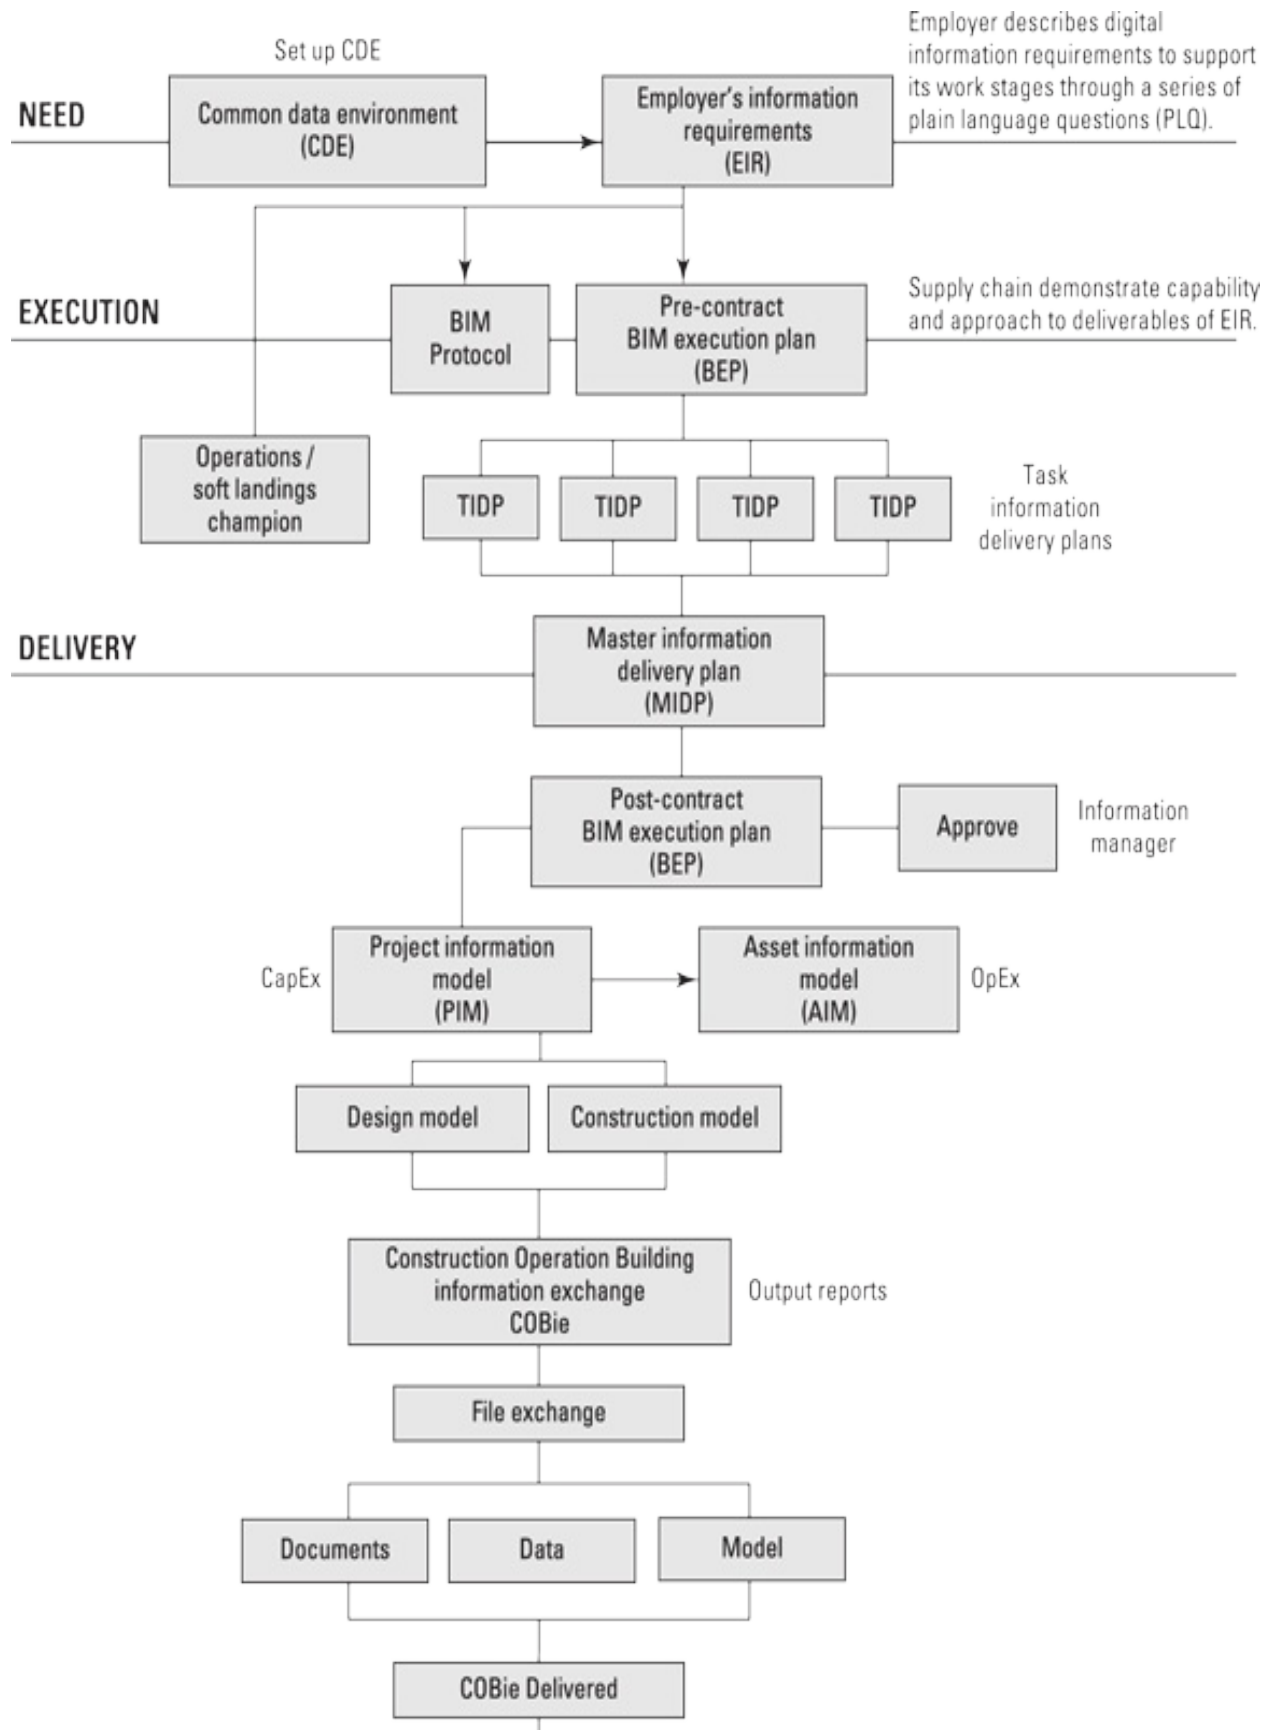 Set up CDE
Employer describes digital
information requirements to support
its work stages through a series of
plain language questions (PLQ).
NEED
Common data environment
(CDE)
Employer's information
requirements
(EIR)
EXECUTION
BIM
Protocol
Pre-contract
BIM execution plan
(BEP)
Supply chain demonstrate capability
and approach to deliverables of EIR.
Operations /
soft landings
champion
TIDP
TIDP
TIDP
TIDP
Task
information
delivery plans
DELIVERY
Master information
delivery plan
(MIDP)
Post-contract
BIM execution plan
(BEP)
Approve
Information
manager
CapEx
Project information
model
(PIM)
Asset information
model
(AIM)
OpEx
Design model
Construction model
Construction Operation Building
information exchange
COBie
Output reports
File exchange
Documents
Data
Model
COBie Delivered